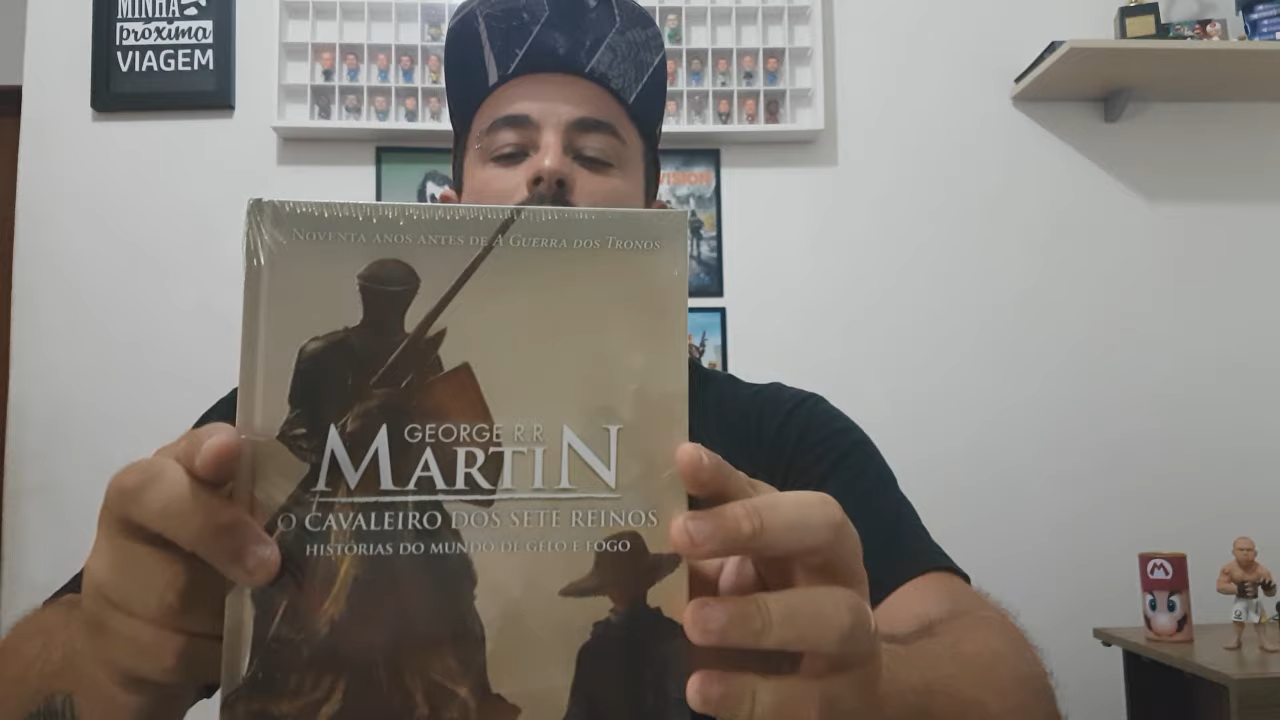 MINHA
próxima
VIAGEM
VISION
NOVENTA ANOS ANTES DE A GUERRA DOS TRONOS
GEORGE R.R.
MARTIN
O CAVALEIRO DOS SETE REINOS
HISTÓRIAS DO MUNDO DE GELO E FOGO
M